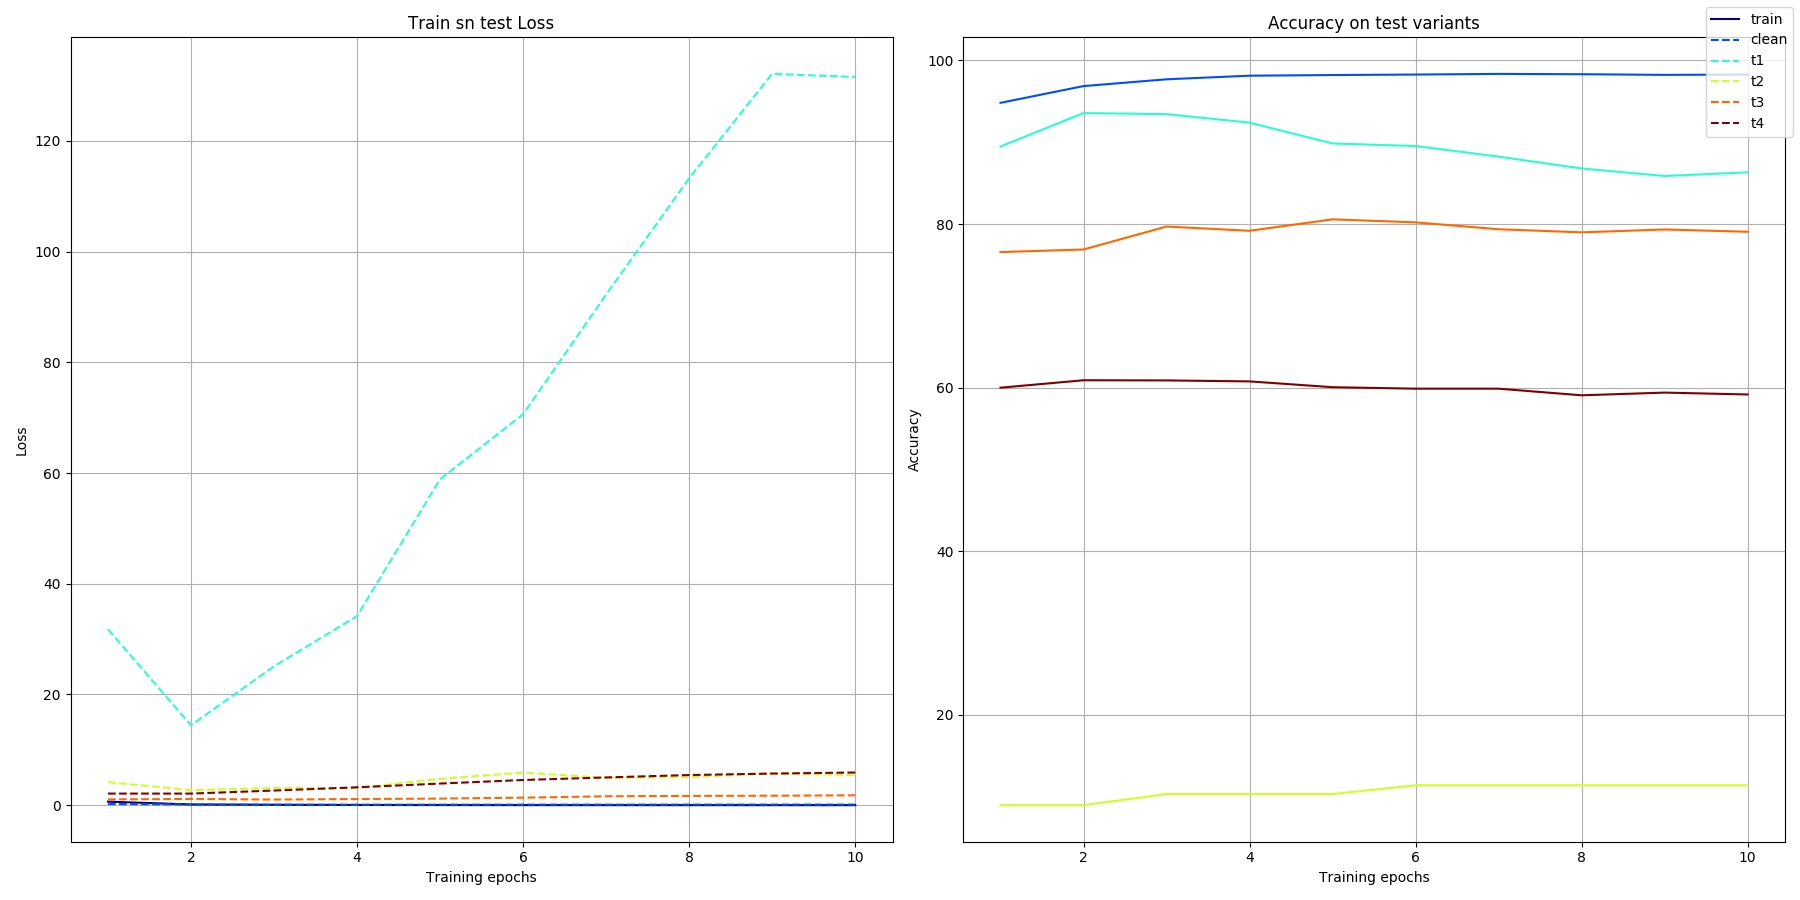 Train sn test Loss
120
100
80
60
40
20
0
Loss
2 4 6 8 10
Training epochs
Accuracy on test variants
100
80
60
40
20
Accuracy
2 4 6 8 10
Training epochs
train
clean
t1
t2
t3
t4